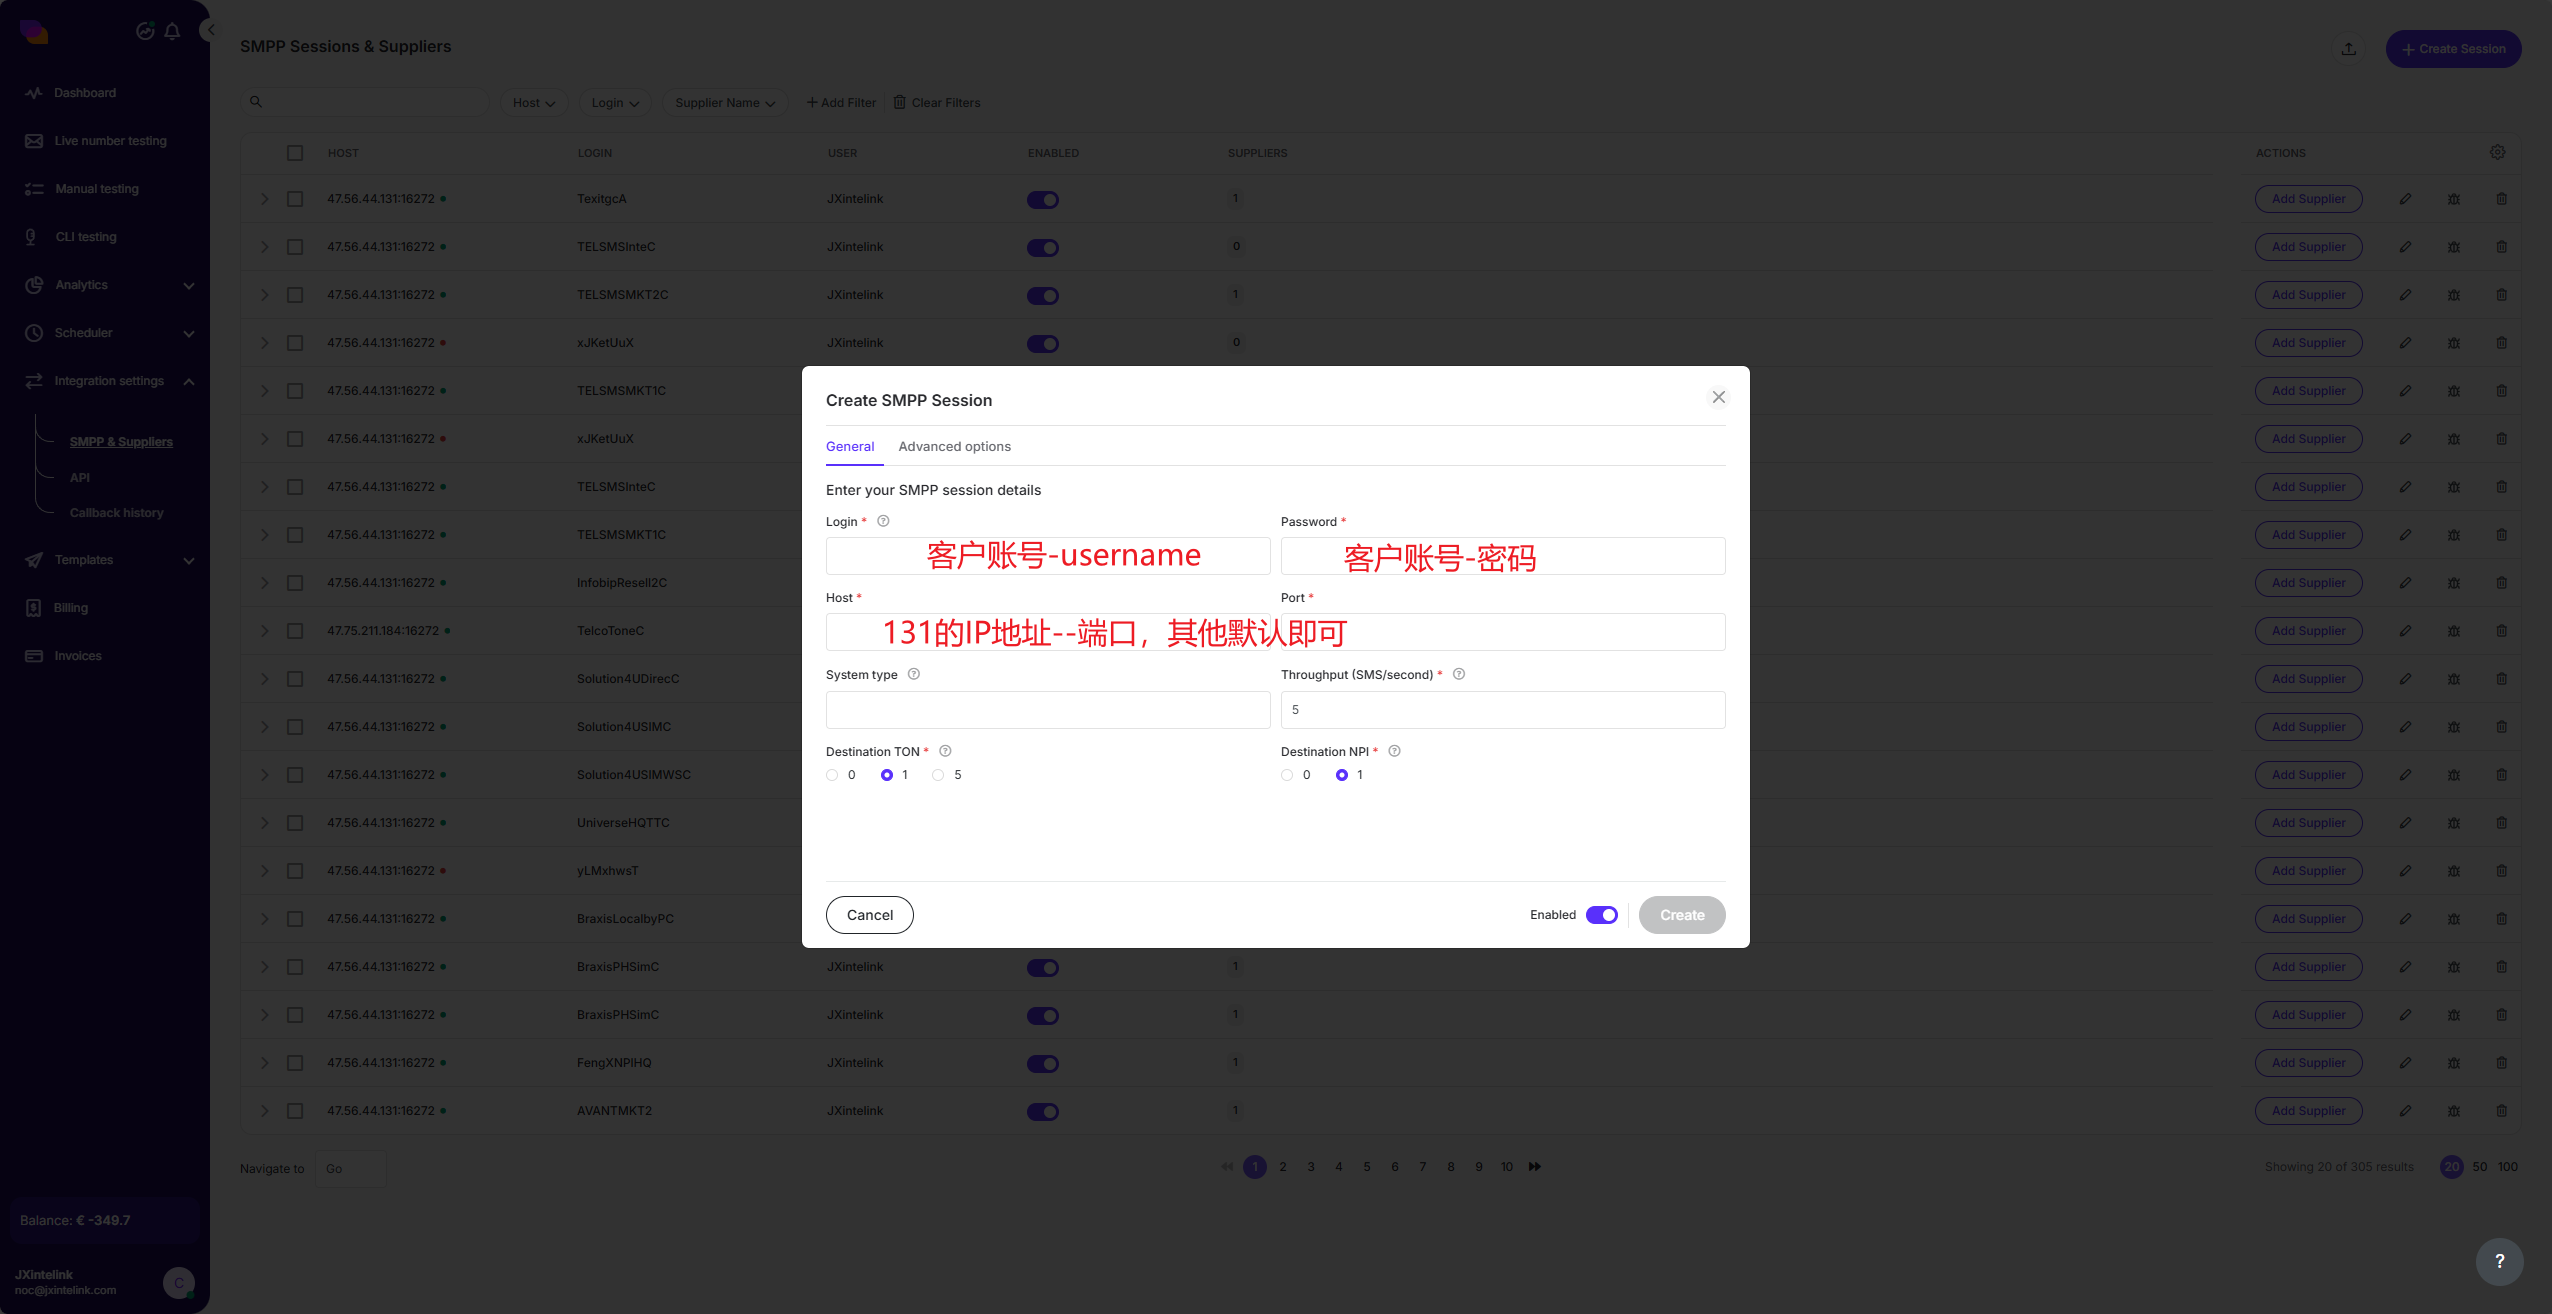 SMPP Sessions & Suppliers
Create Session
Dashboard
Live number testing
Manual testing
CLI testing
Analytics
Scheduler
Integration settings
SMPP & Suppliers
API
Callback history
Templates
Billing
Invoices
Balance: € -349.7
JXintelink
noc@jxintelink.com
C
Host Login Supplier Name Add Filter Clear Filters
HOST LOGIN USER ENABLED SUPPLIERS ACTIONS
47.56.44.131:16272 TexitgcA JXintelink 1 Add Supplier
47.56.44.131:16272 TELSMSInteC JXintelink 0 Add Supplier
47.56.44.131:16272 TELSMSMKT2C JXintelink 1 Add Supplier
47.56.44.131:16272 xJKetUuX JXintelink 0 Add Supplier
47.56.44.131:16272 TELSMSMKT1C Add Supplier
47.56.44.131:16272 xJKetUuX Add Supplier
47.56.44.131:16272 TELSMSInteC Add Supplier
47.56.44.131:16272 TELSMSMKT1C Add Supplier
47.56.44.131:16272 InfobipResell2C Add Supplier
47.75.211.184:16272 TelcoToneC Add Supplier
47.56.44.131:16272 Solution4UDirecC Add Supplier
47.56.44.131:16272 Solution4USIMC Add Supplier
47.56.44.131:16272 Solution4USIMWSC Add Supplier
47.56.44.131:16272 UniverseHQTTC Add Supplier
47.56.44.131:16272 yLMxhwsT Add Supplier
47.56.44.131:16272 BraxisLocalbyPC Add Supplier
47.56.44.131:16272 BraxisPHSimC JXintelink 1 Add Supplier
47.56.44.131:16272 BraxisPHSimC JXintelink 1 Add Supplier
47.56.44.131:16272 FengXNPIHQ JXintelink 1 Add Supplier
47.56.44.131:16272 AVANTMKT2 JXintelink 1 Add Supplier
Navigate to Go
1 2 3 4 5 6 7 8 9 10
Showing 20 of 305 results 20 50 100
Create SMPP Session
General Advanced options
Enter your SMPP session details
Login * Password *
客户账号-username 客户账号-密码
Host * Port *
131的IP地址--端口，其他默认即可
System type Throughput (SMS/second) *
5
Destination TON * Destination NPI *
0 1 5 0 1
Cancel Enabled Create
?